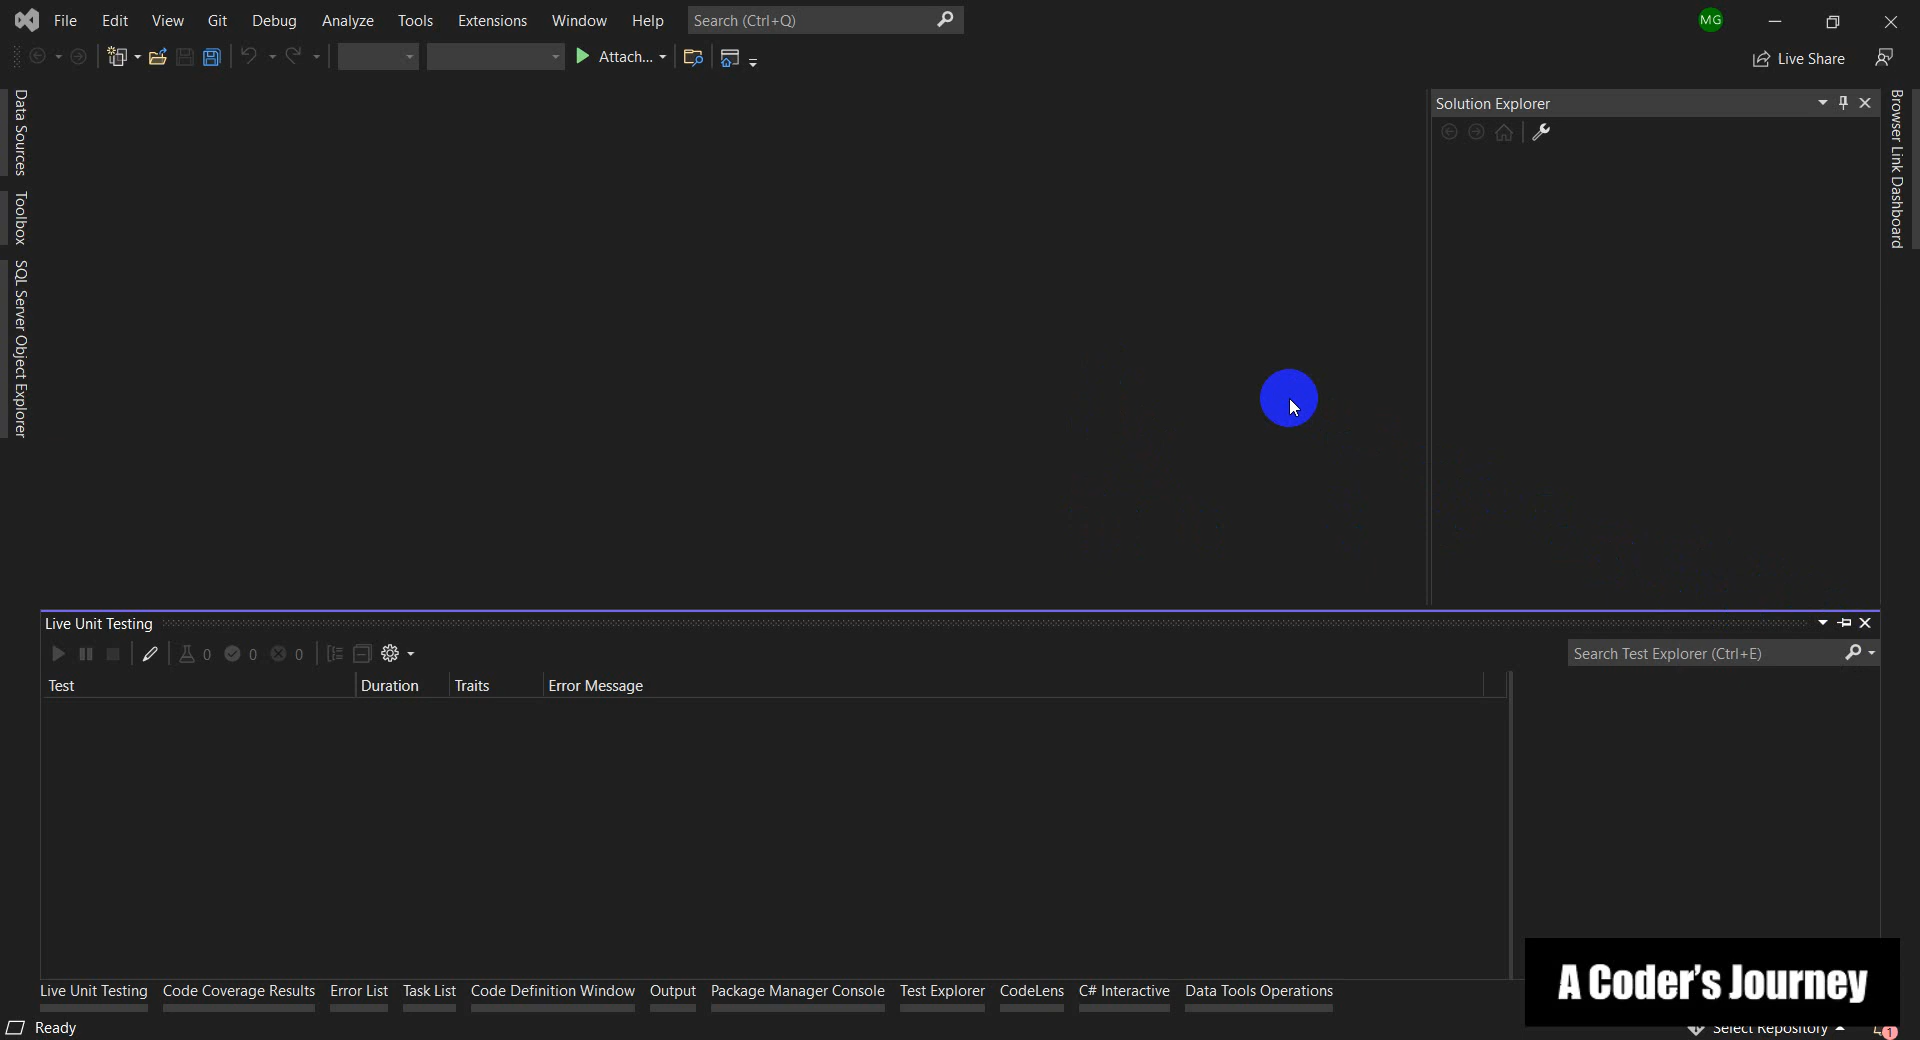 File Edit View Git Debug Analyze Tools Extensions Window Help Search (Ctrl+Q) MG
Attach... Live Share
Data Sources
Toolbox
SQL Server Object Explorer
Solution Explorer
Browser Link Dashboard
Live Unit Testing
0 0 0 Search Test Explorer (Ctrl+E)
Test Duration Traits Error Message
A Coder's Journey
Live Unit Testing Code Coverage Results Error List Task List Code Definition Window Output Package Manager Console Test Explorer CodeLens C# Interactive Data Tools Operations
Ready Select Repository 1